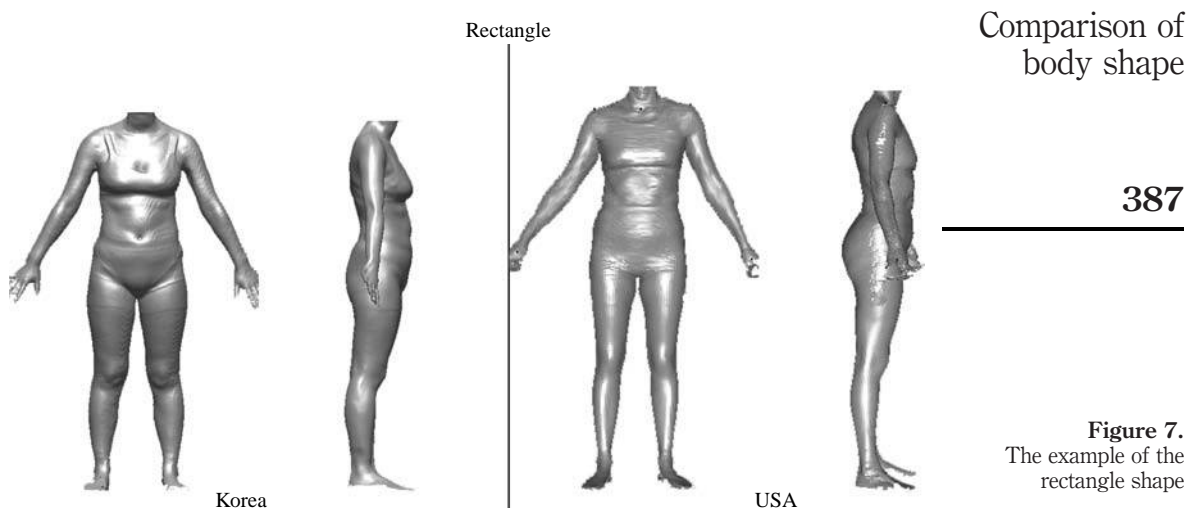 Rectangle
Comparison of
body shape
387
Korea
USA
Figure 7.
The example of the
rectangle shape